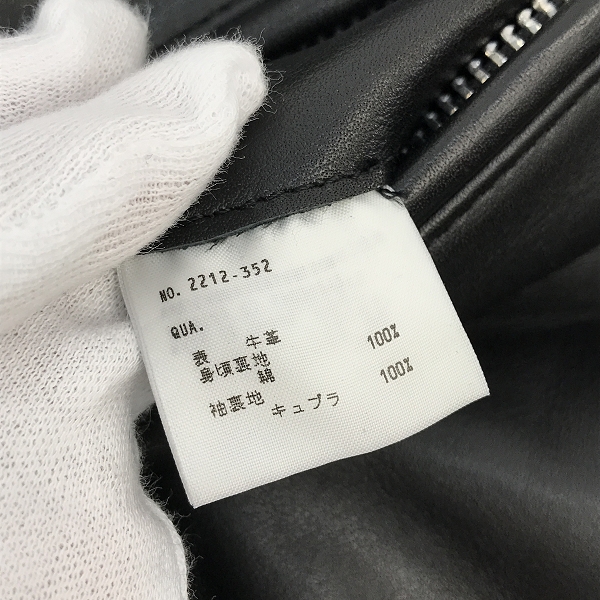 NO. 2212-352
QUA.
表 牛革 100%
身頃裏地
綿 100%
袖裏地 キュプラ